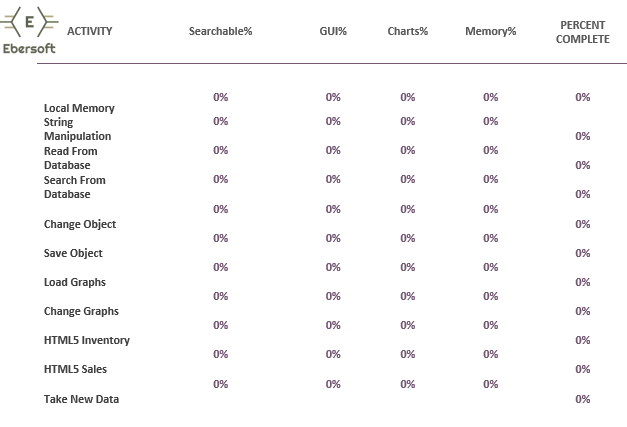 E
Ebersoft
ACTIVITY Searchable% GUI% Charts% Memory% PERCENT
COMPLETE
0% 0% 0% 0% 0%
Local Memory
String 0% 0% 0% 0%
Manipulation 0%
Read From 0% 0% 0% 0%
Database 0%
Search From 0% 0% 0% 0%
Database 0%
0% 0% 0% 0%
Change Object 0%
0% 0% 0% 0%
Save Object 0%
0% 0% 0% 0%
Load Graphs 0%
0% 0% 0% 0%
Change Graphs 0%
0% 0% 0% 0%
HTML5 Inventory 0%
0% 0% 0% 0%
HTML5 Sales 0%
0% 0% 0% 0%
Take New Data 0%